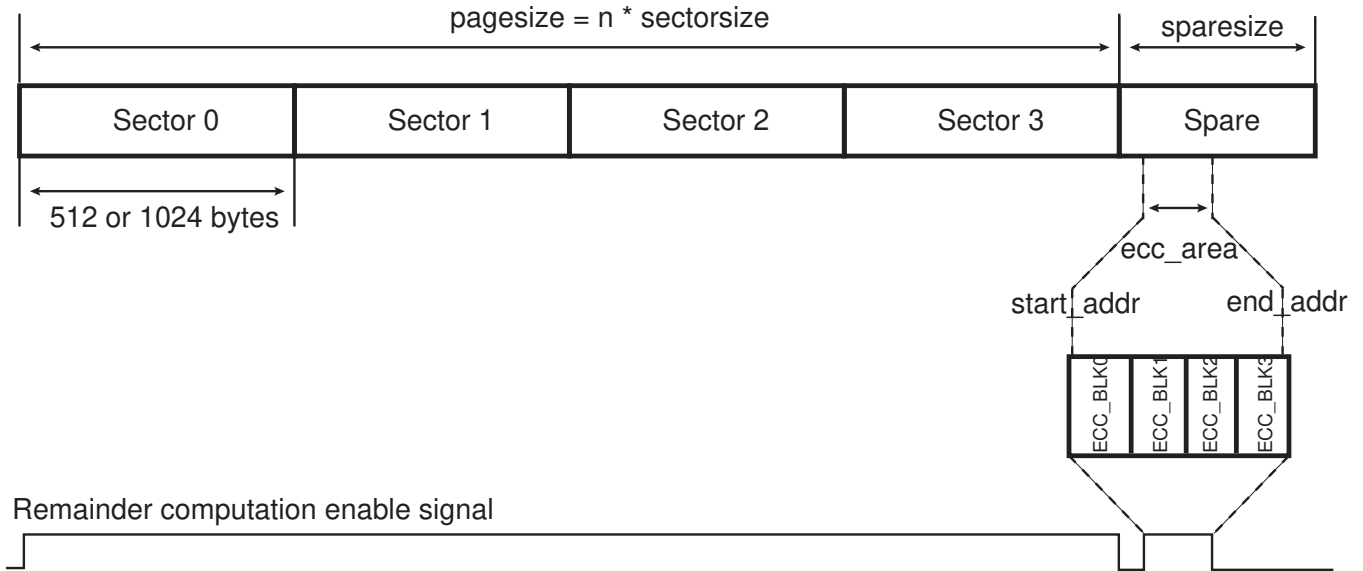 pagesize = n * sectorsize
sparesize
Sector 0
Sector 1
Sector 2
Sector 3
Spare
512 or 1024 bytes
ecc_area
start_addr
end_addr
ECC_BLK0
ECC_BLK1
ECC_BLK2
ECC_BLK3
Remainder computation enable signal